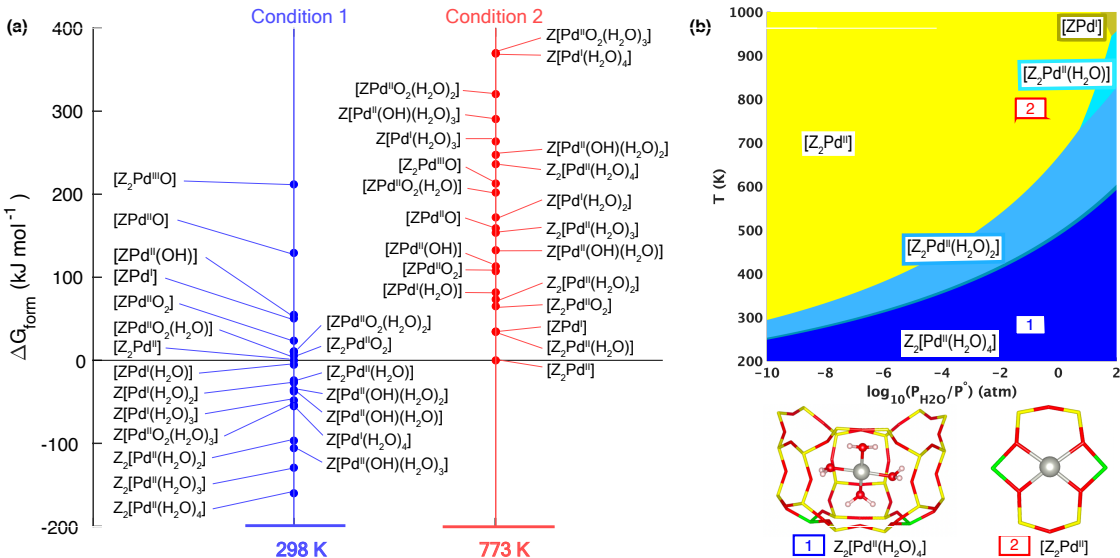 (a)
Condition 1
Condition 2
400
300
200
100
0
-100
-200
ΔG_form (kJ mol⁻¹)
[Z₂PdᴵᴵᴵO]
[ZPdᴵᴵO]
[ZPdᴵᴵ(OH)]
[ZPdᴵ]
[ZPdᴵᴵO₂]
[ZPdᴵᴵO₂(H₂O)]
[Z₂Pdᴵᴵ]
Z[Pdᴵ(H₂O)]
Z[Pdᴵ(H₂O)₂]
Z[Pdᴵ(H₂O)₃]
Z[PdᴵᴵO₂(H₂O)₃]
Z₂[Pdᴵᴵ(H₂O)₂]
Z₂[Pdᴵᴵ(H₂O)₃]
Z₂[Pdᴵᴵ(H₂O)₄]
[ZPdᴵᴵO₂(H₂O)₂]
[Z₂PdᴵᴵO₂]
[Z₂Pdᴵᴵ(H₂O)]
Z[Pdᴵᴵ(OH)(H₂O)₂]
Z[Pdᴵᴵ(OH)(H₂O)]
Z[Pdᴵ(H₂O)₄]
Z[Pdᴵᴵ(OH)(H₂O)₃]
298 K
[ZPdᴵᴵO₂(H₂O)₂]
Z[Pdᴵᴵ(OH)(H₂O)₃]
Z[Pdᴵ(H₂O)₃]
[Z₂PdᴵᴵᴵO]
[ZPdᴵᴵO₂(H₂O)]
[ZPdᴵᴵO]
[ZPdᴵᴵ(OH)]
[ZPdᴵᴵO₂]
[ZPdᴵ(H₂O)]
Z[PdᴵᴵO₂(H₂O)₃]
Z[Pdᴵ(H₂O)₄]
Z[Pdᴵᴵ(OH)(H₂O)₂]
Z₂[Pdᴵᴵ(H₂O)₄]
Z[Pdᴵ(H₂O)₂]
Z₂[Pdᴵᴵ(H₂O)₃]
Z[Pdᴵᴵ(OH)(H₂O)]
Z₂[Pdᴵᴵ(H₂O)₂]
[Z₂PdᴵᴵO₂]
[ZPdᴵ]
[Z₂Pdᴵᴵ(H₂O)]
[Z₂Pdᴵᴵ]
773 K
(b)
1000
900
800
700
600
500
400
300
200
T (K)
[ZPdᴵ]
[Z₂Pdᴵᴵ(H₂O)]
2
[Z₂Pdᴵᴵ]
[Z₂Pdᴵᴵ(H₂O)₂]
1
Z₂[Pdᴵᴵ(H₂O)₄]
-10 -8 -6 -4 -2 0 2
log₁₀(P_H2O/P°) (atm)
1 Z₂[Pdᴵᴵ(H₂O)₄]
2 [Z₂Pdᴵᴵ]